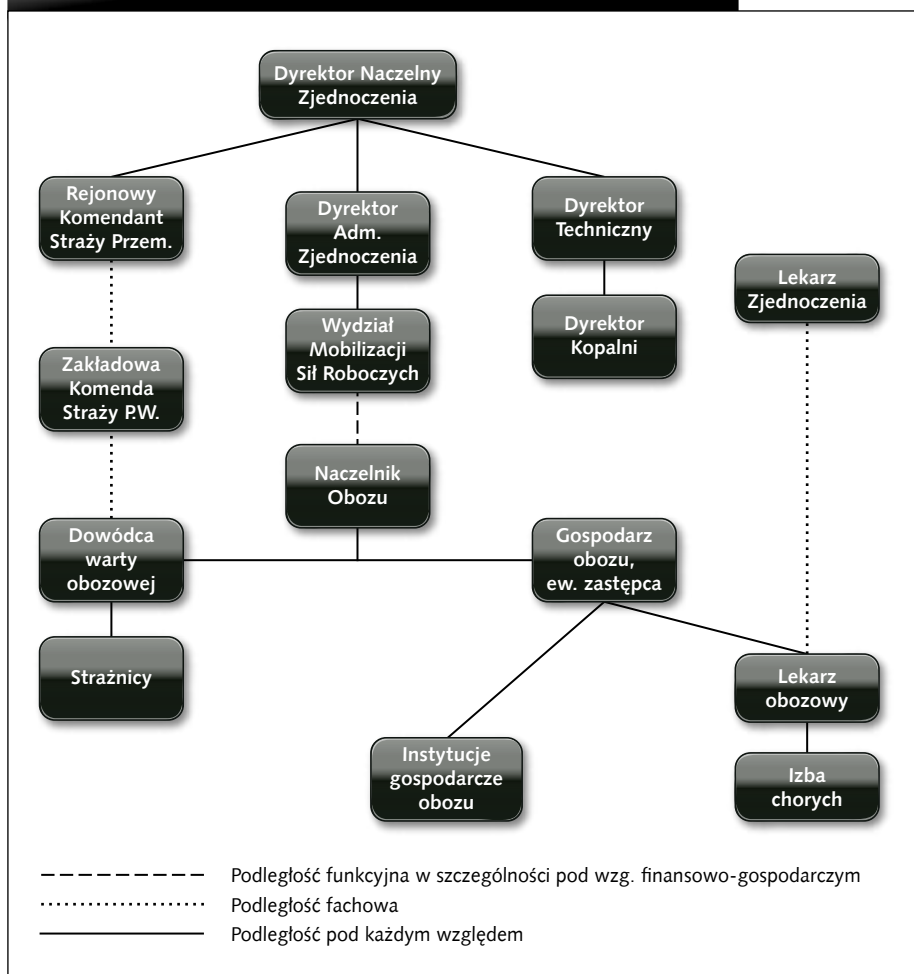 Dyrektor Naczelny
Zjednoczenia
Rejonowy
Komendant
Straży Przem.
Dyrektor
Adm.
Zjednoczenia
Dyrektor
Techniczny
Lekarz
Zjednoczenia
Wydział
Mobilizacji
Sił Roboczych
Dyrektor
Kopalni
Zakładowa
Komenda
Straży P.W.
Naczelnik
Obozu
Dowódca
warty
obozowej
Gospodarz
obozu,
ew. zastępca
Strażnicy
Lekarz
obozowy
Instytucje
gospodarcze
obozu
Izba
chorych
Podległość funkcyjna w szczególności pod wzg. finansowo-gospodarczym
Podległość fachowa
Podległość pod każdym względem